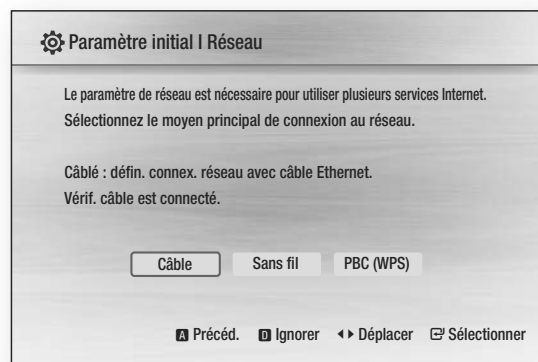 Paramètre initial I Réseau
Le paramètre de réseau est nécessaire pour utiliser plusieurs services Internet.
Sélectionnez le moyen principal de connexion au réseau.
Câblé : défin. connex. réseau avec câble Ethernet.
Vérif. câble est connecté.
Câble Sans fil PBC (WPS)
A Précéd. D Ignorer Déplacer Sélectionner